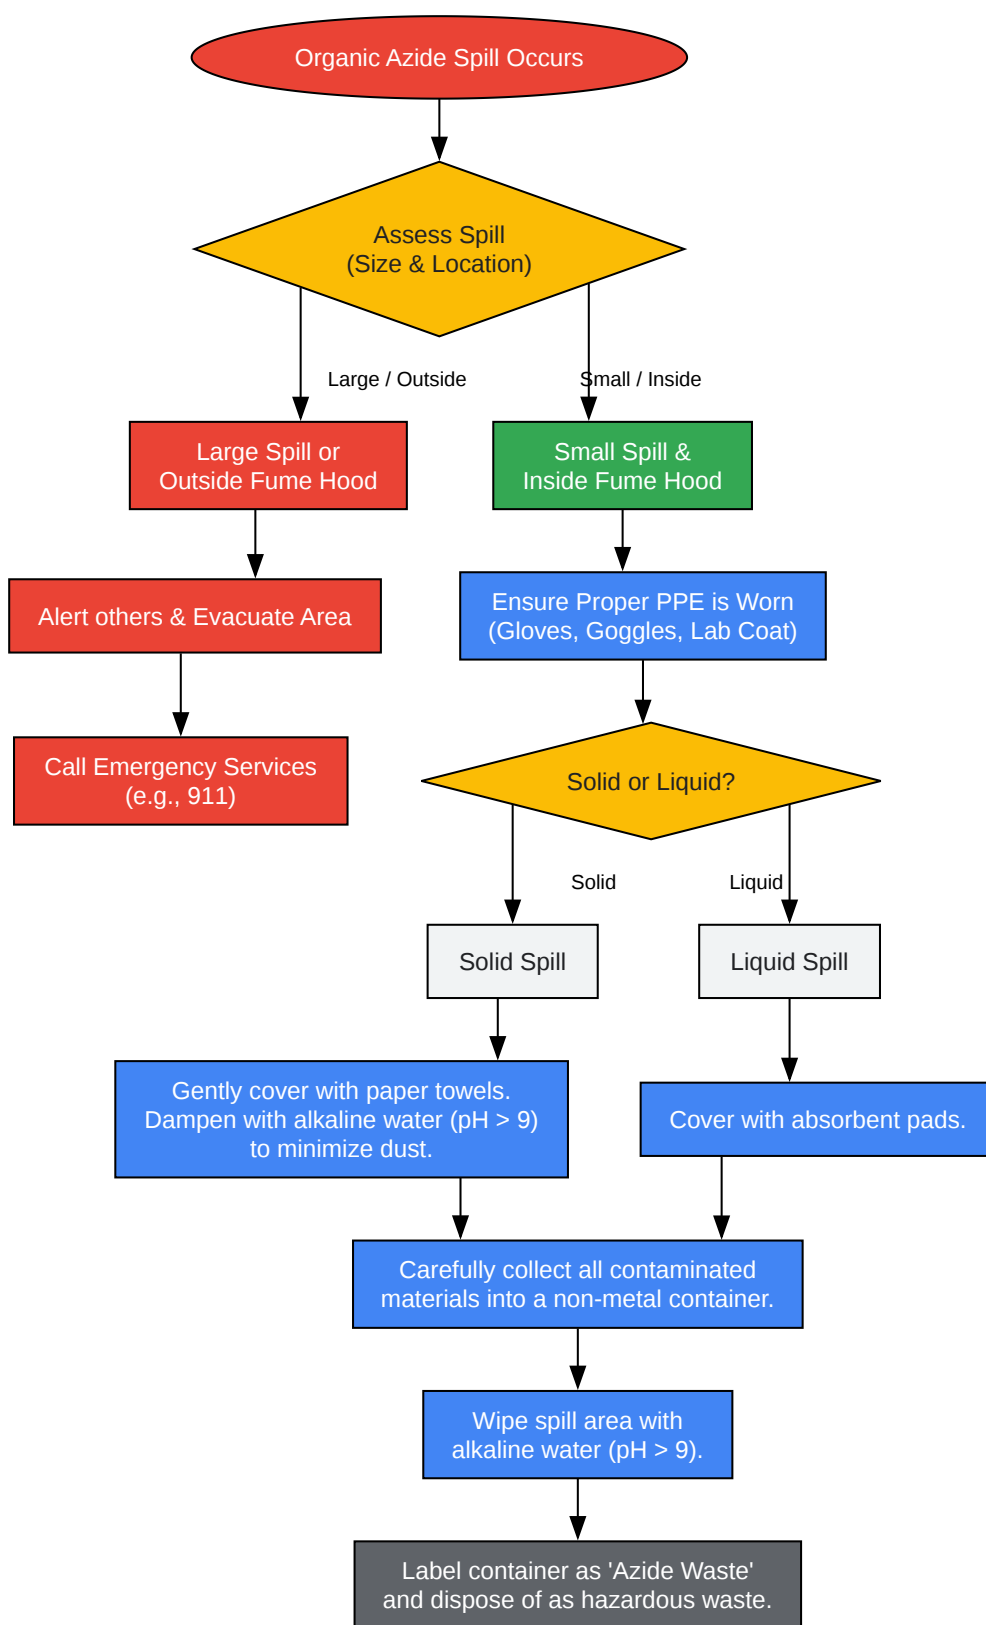 Organic Azide Spill Occurs
Assess Spill
(Size & Location)
Large / Outside
Small / Inside
Large Spill or
Outside Fume Hood
Small Spill &
Inside Fume Hood
Alert others & Evacuate Area
Ensure Proper PPE is Worn
(Gloves, Goggles, Lab Coat)
Call Emergency Services
(e.g., 911)
Solid or Liquid?
Solid
Liquid
Solid Spill
Liquid Spill
Gently cover with paper towels.
Dampen with alkaline water (pH > 9)
to minimize dust.
Cover with absorbent pads.
Carefully collect all contaminated
materials into a non-metal container.
Wipe spill area with
alkaline water (pH > 9).
Label container as 'Azide Waste'
and dispose of as hazardous waste.